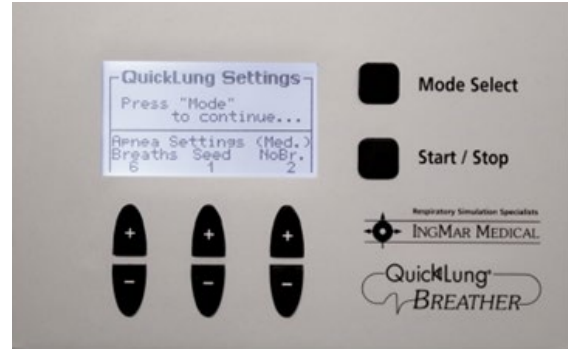 QuickLung Settings
Press "Mode"
to continue...
Apnea Settings (Med.)
Breaths Seed NoBr.
6 1 2
Mode Select
Start / Stop
+ + +
- - -
Respiratory Simulation Specialists
INGMAR MEDICAL
QuickLung®
BREATHER